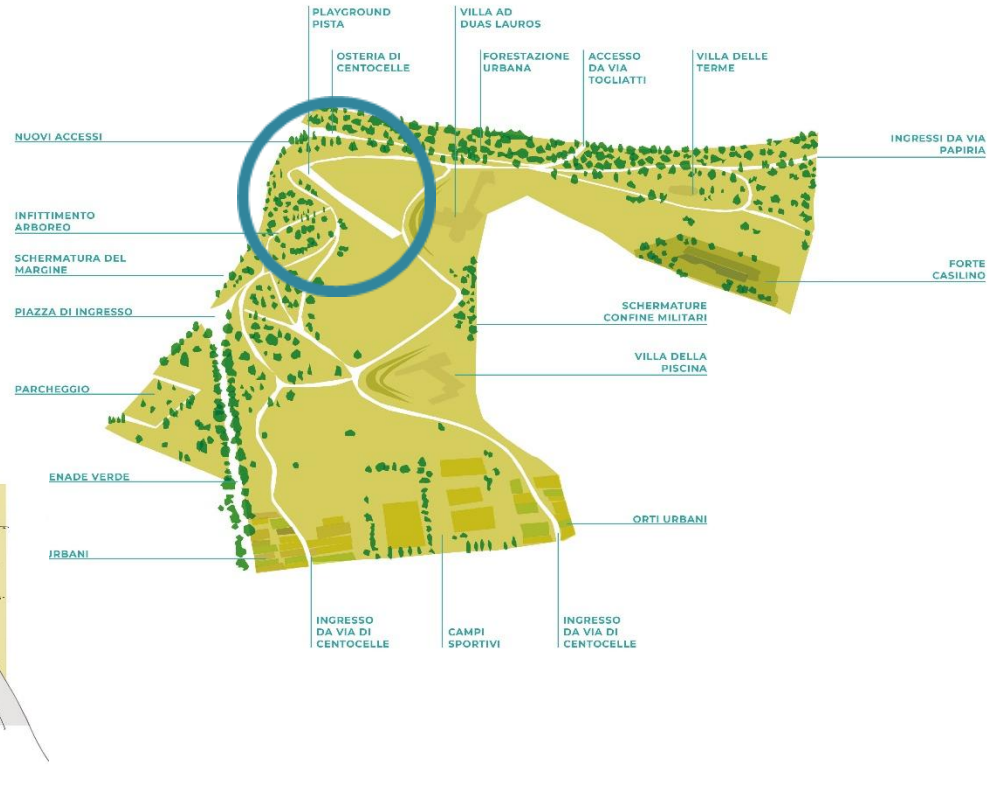 PLAYGROUND
PISTA
VILLA AD
DUAS LAUROS
OSTERIA DI
CENTOCELLE
FORESTAZIONE
URBANA
ACCESSO
DA VIA
TOGLIATTI
VILLA DELLE
TERME
NUOVI ACCESSI
INGRESSI DA VIA
PAPIRIA
INFITTIMENTO
ARBOREO
SCHERMATURA DEL
MARGINE
FORTE
CASILINO
PIAZZA DI INGRESSO
SCHERMATURE
CONFINE MILITARI
VILLA DELLA
PISCINA
PARCHEGGIO
ENADE VERDE
ORTI URBANI
IRBANI
INGRESSO
DA VIA DI
CENTOCELLE
CAMPI
SPORTIVI
INGRESSO
DA VIA DI
CENTOCELLE